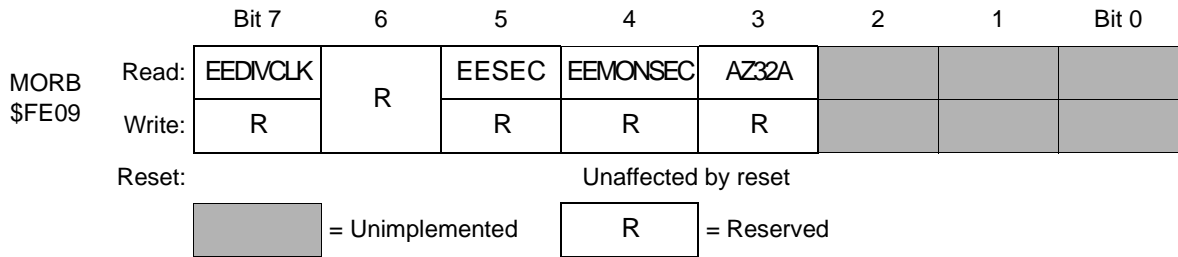 Bit 7 6 5 4 3 2 1 Bit 0
MORB
$FE09
Read: EEDIVCLK R EESEC EEMONSEC AZ32A
Write: R R R R
Reset: Unaffected by reset
= Unimplemented R = Reserved